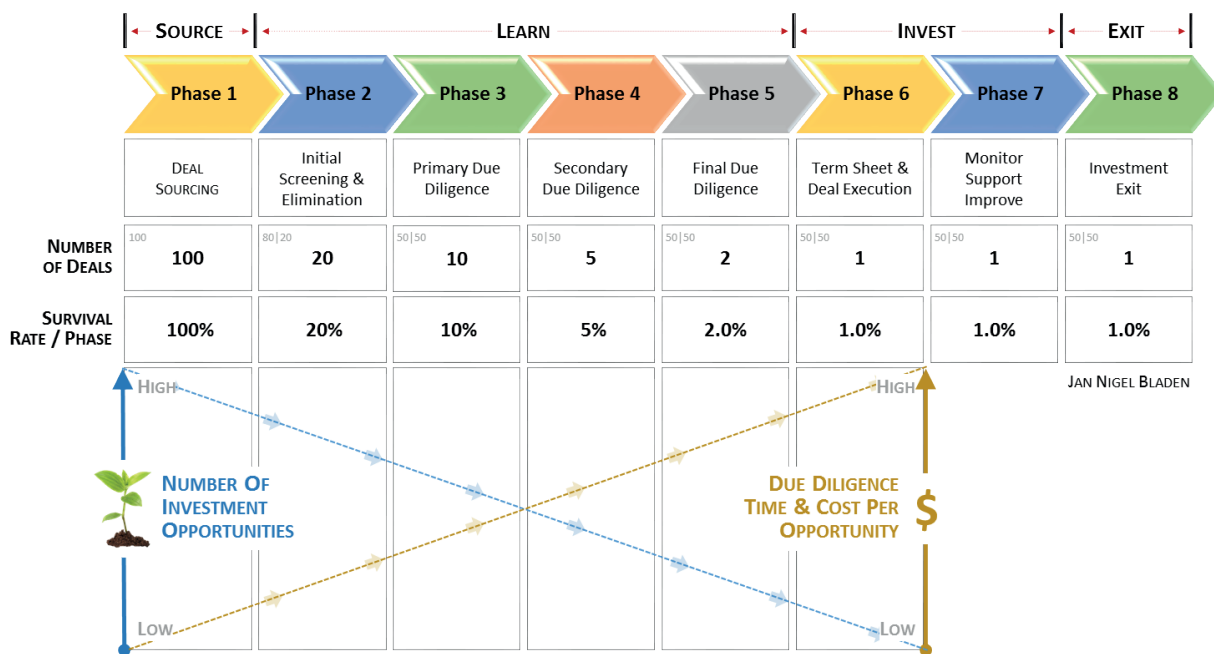 SOURCE LEARN INVEST EXIT
Phase 1 Phase 2 Phase 3 Phase 4 Phase 5 Phase 6 Phase 7 Phase 8
DEAL
SOURCING
Initial
Screening &
Elimination
Primary Due
Diligence
Secondary
Due Diligence
Final Due
Diligence
Term Sheet &
Deal Execution
Monitor
Support
Improve
Investment
Exit
NUMBER
OF DEALS
100 80|20 50|50 50|50 50|50 50|50 50|50 50|50
100 20 10 5 2 1 1 1
SURVIVAL
RATE / PHASE
100% 20% 10% 5% 2.0% 1.0% 1.0% 1.0%
HIGH HIGH
JAN NIGEL BLADEN
NUMBER OF
INVESTMENT
OPPORTUNITIES
DUE DILIGENCE
TIME & COST PER
OPPORTUNITY
$
LOW LOW